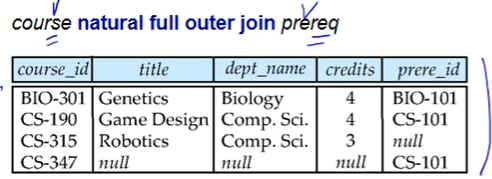 course natural full outer join prereq
course_id title dept_name credits prere_id
BIO-301 Genetics Biology 4 BIO-101
CS-190 Game Design Comp. Sci. 4 CS-101
CS-315 Robotics Comp. Sci. 3 null
CS-347 null null null CS-101